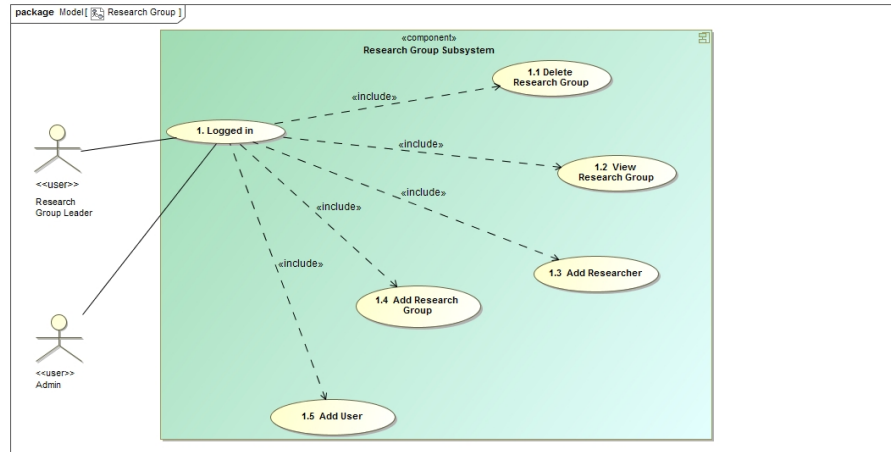 package Model[ Research Group ]
«component»
Research Group Subsystem
1.1 Delete
Research Group
«include»
1. Logged in
«include»
1.2 View
Research Group
<<user>>
Research
Group Leader
«include»
«include»
«include»
1.3 Add Researcher
1.4 Add Research
Group
<<user>>
Admin
1.5 Add User